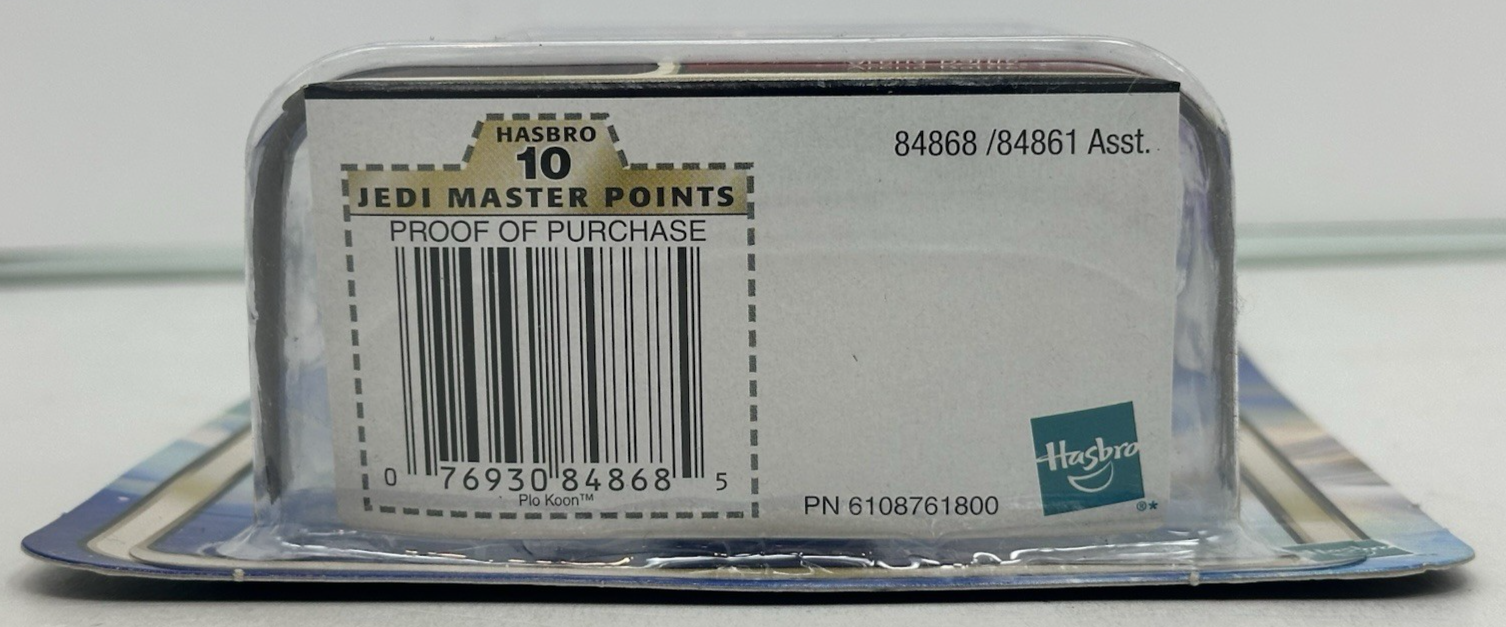 HASBRO
10
JEDI MASTER POINTS
PROOF OF PURCHASE
0 76930 84868 5
Plo Koon™
84868 /84861 Asst.
PN 6108761800
Hasbro
®*